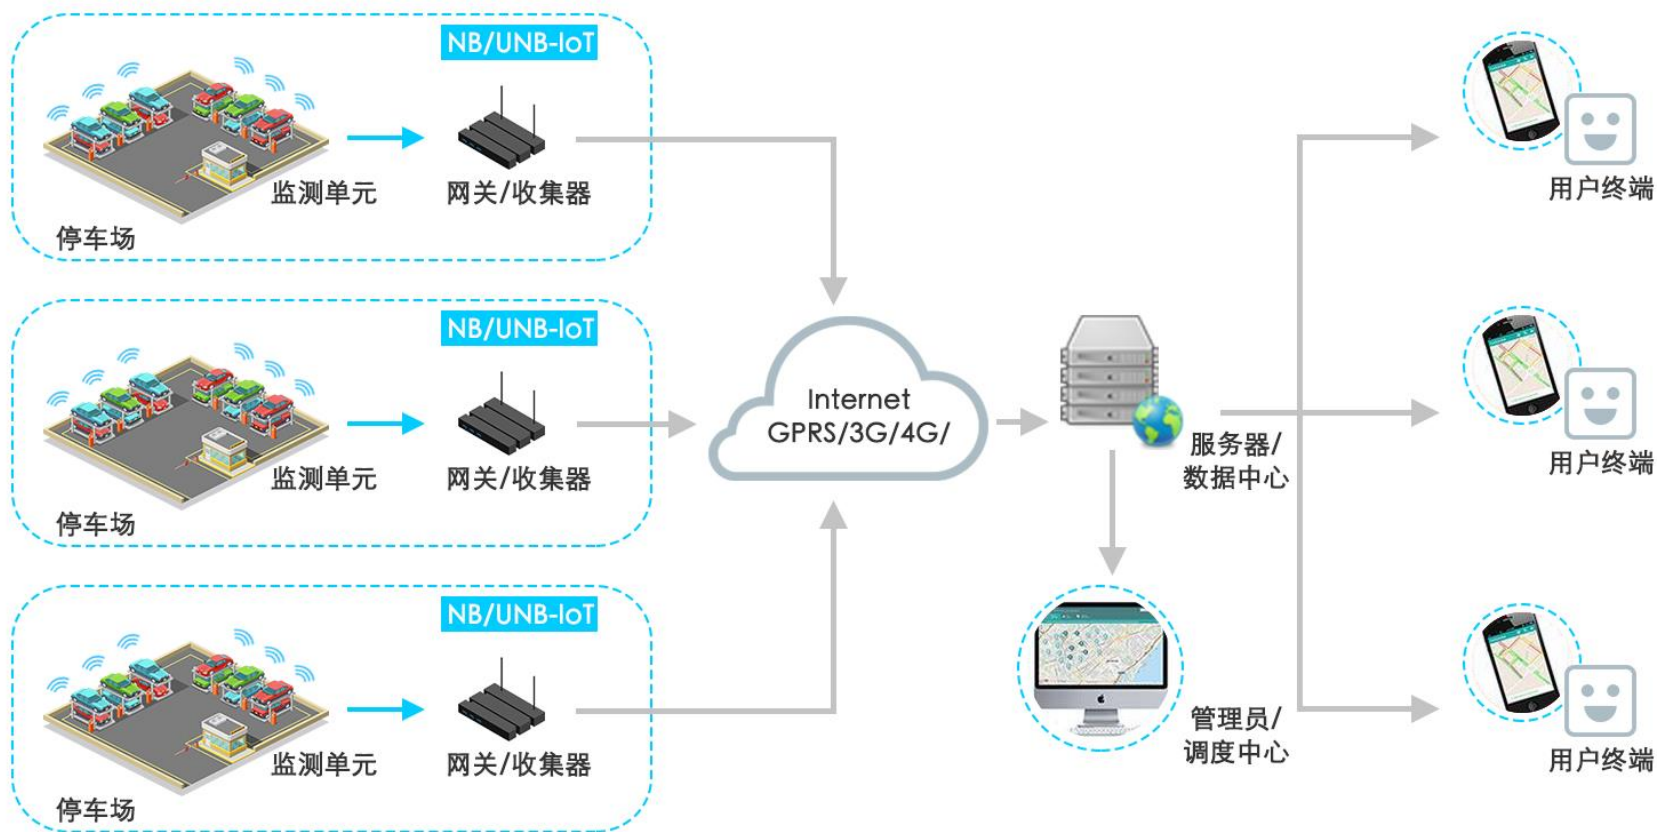 NB/UNB-IoT
监测单元
网关/收集器
停车场
NB/UNB-IoT
监测单元
网关/收集器
停车场
NB/UNB-IoT
监测单元
网关/收集器
停车场
Internet
GPRS/3G/4G/
服务器/
数据中心
管理员/
调度中心
用户终端
用户终端
用户终端